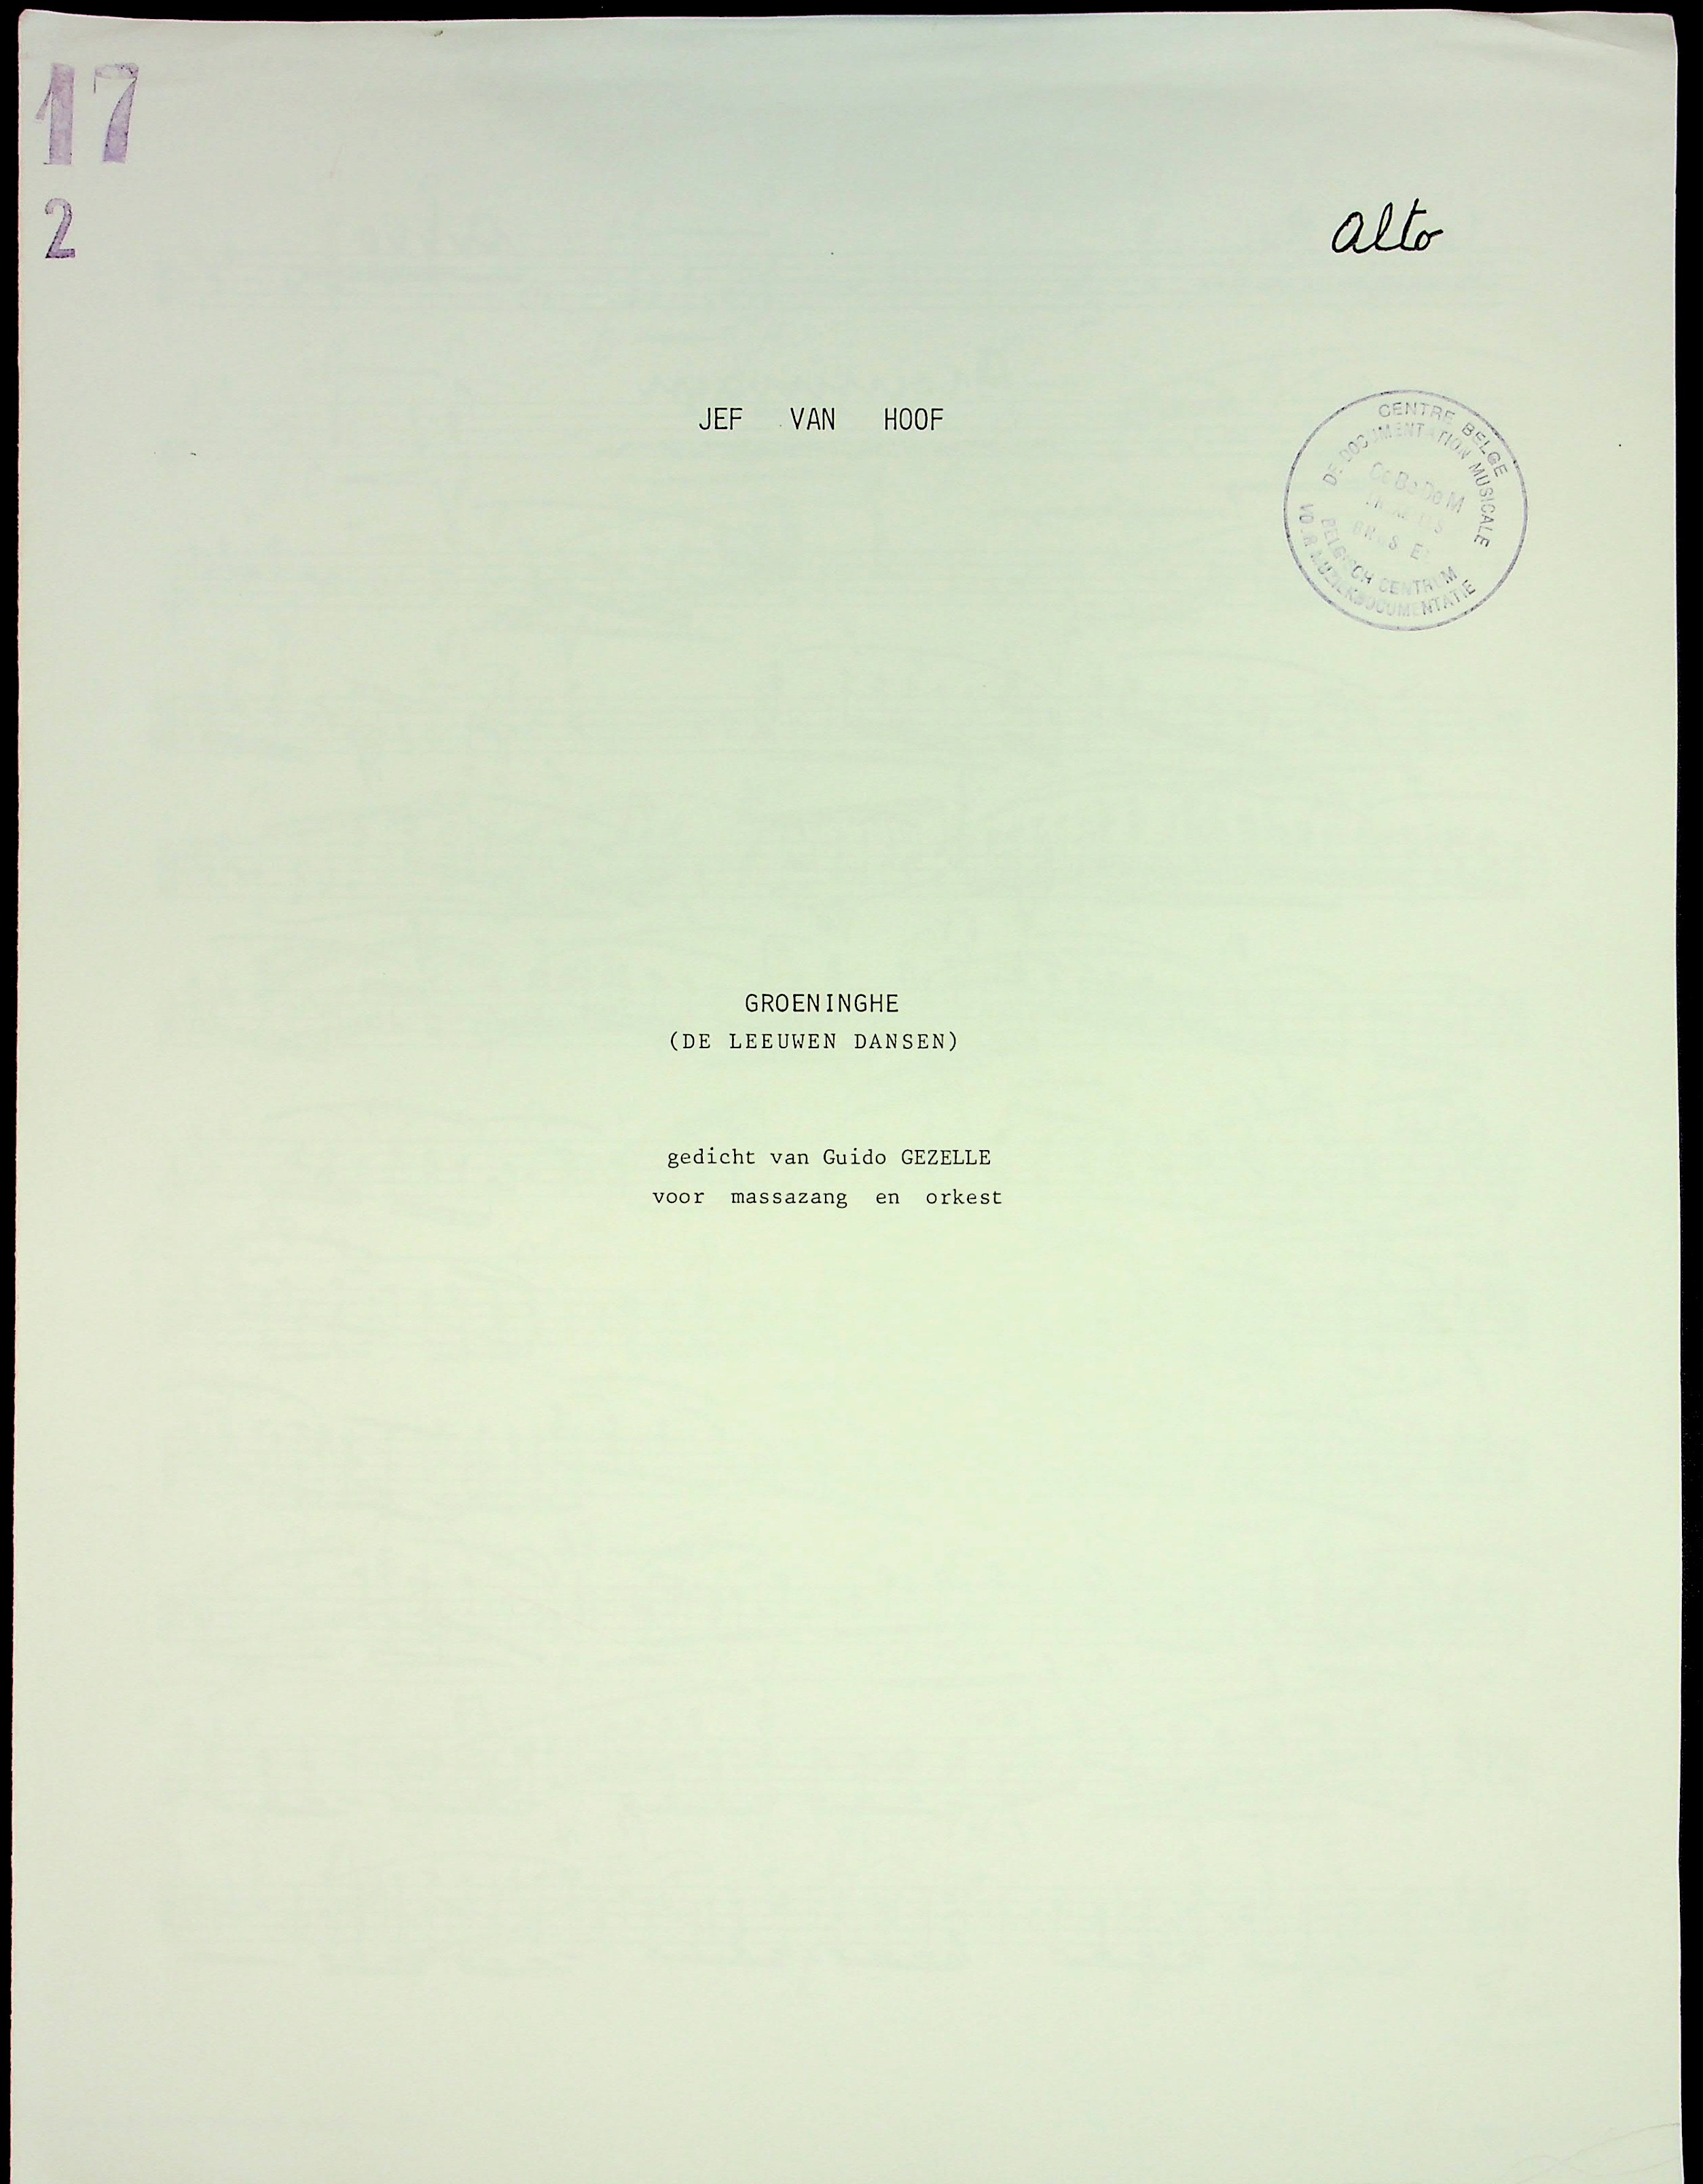 17
2
alto
JEF VAN HOOF
CENTRE BELGE
DE DOCUMENTATION MUSICALE
CeBeDeM
BELGISCH CENTRUM
VOOR MUZIEKDOCUMENTATIE
GROENINGHE
(DE LEEUWEN DANSEN)
gedicht van Guido GEZELLE
voor massazang en orkest